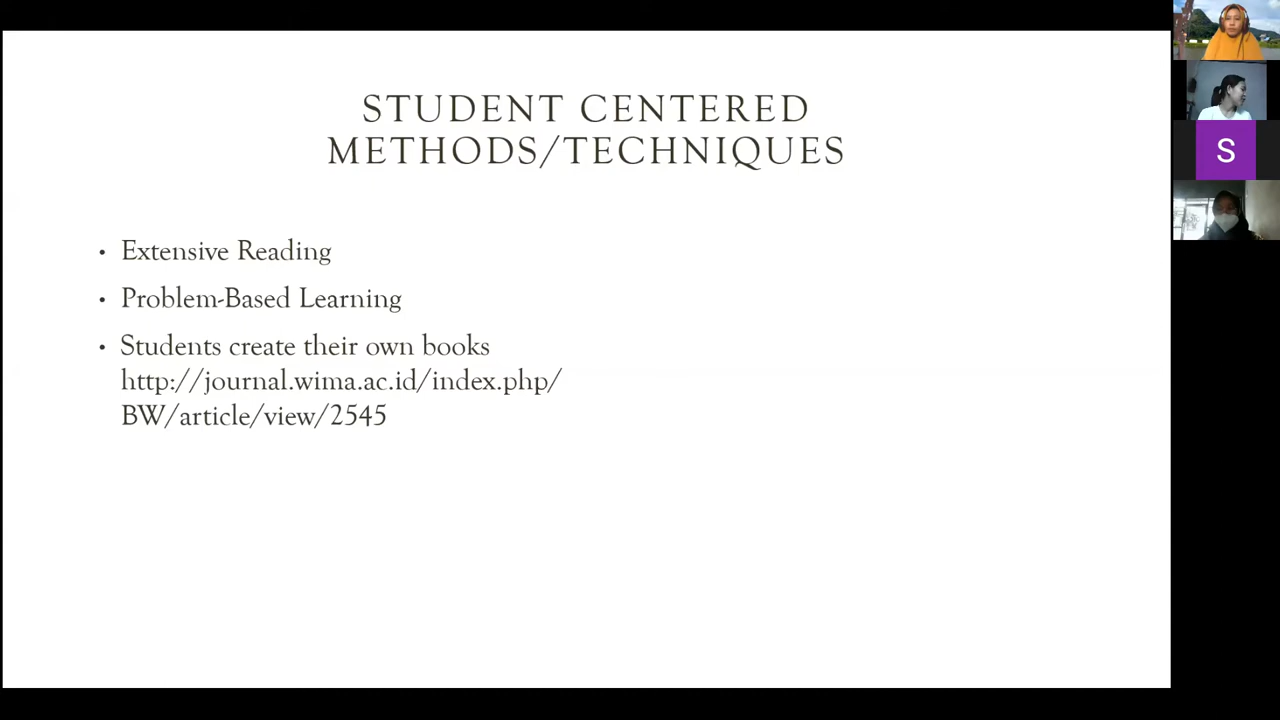 STUDENT CENTERED
METHODS/TECHNIQUES
• Extensive Reading
• Problem-Based Learning
• Students create their own books
http://journal.wima.ac.id/index.php/
BW/article/view/2545
S